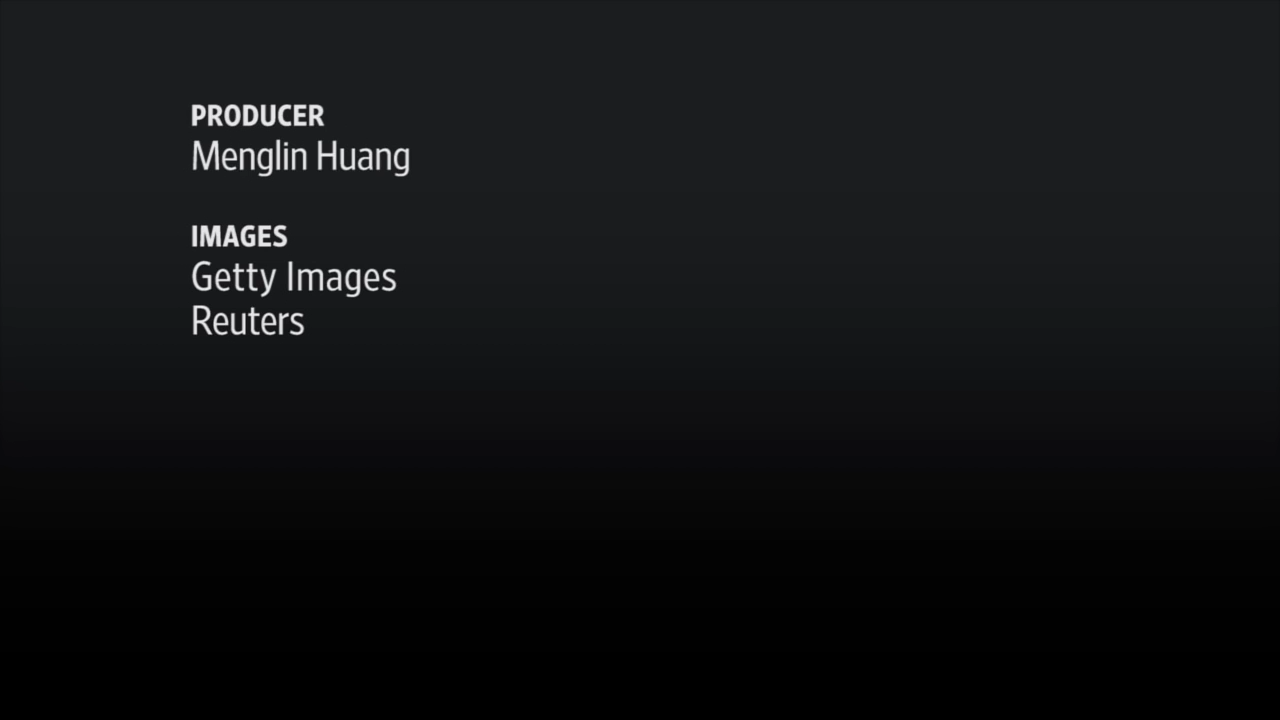 PRODUCER
Menglin Huang
IMAGES
Getty Images
Reuters